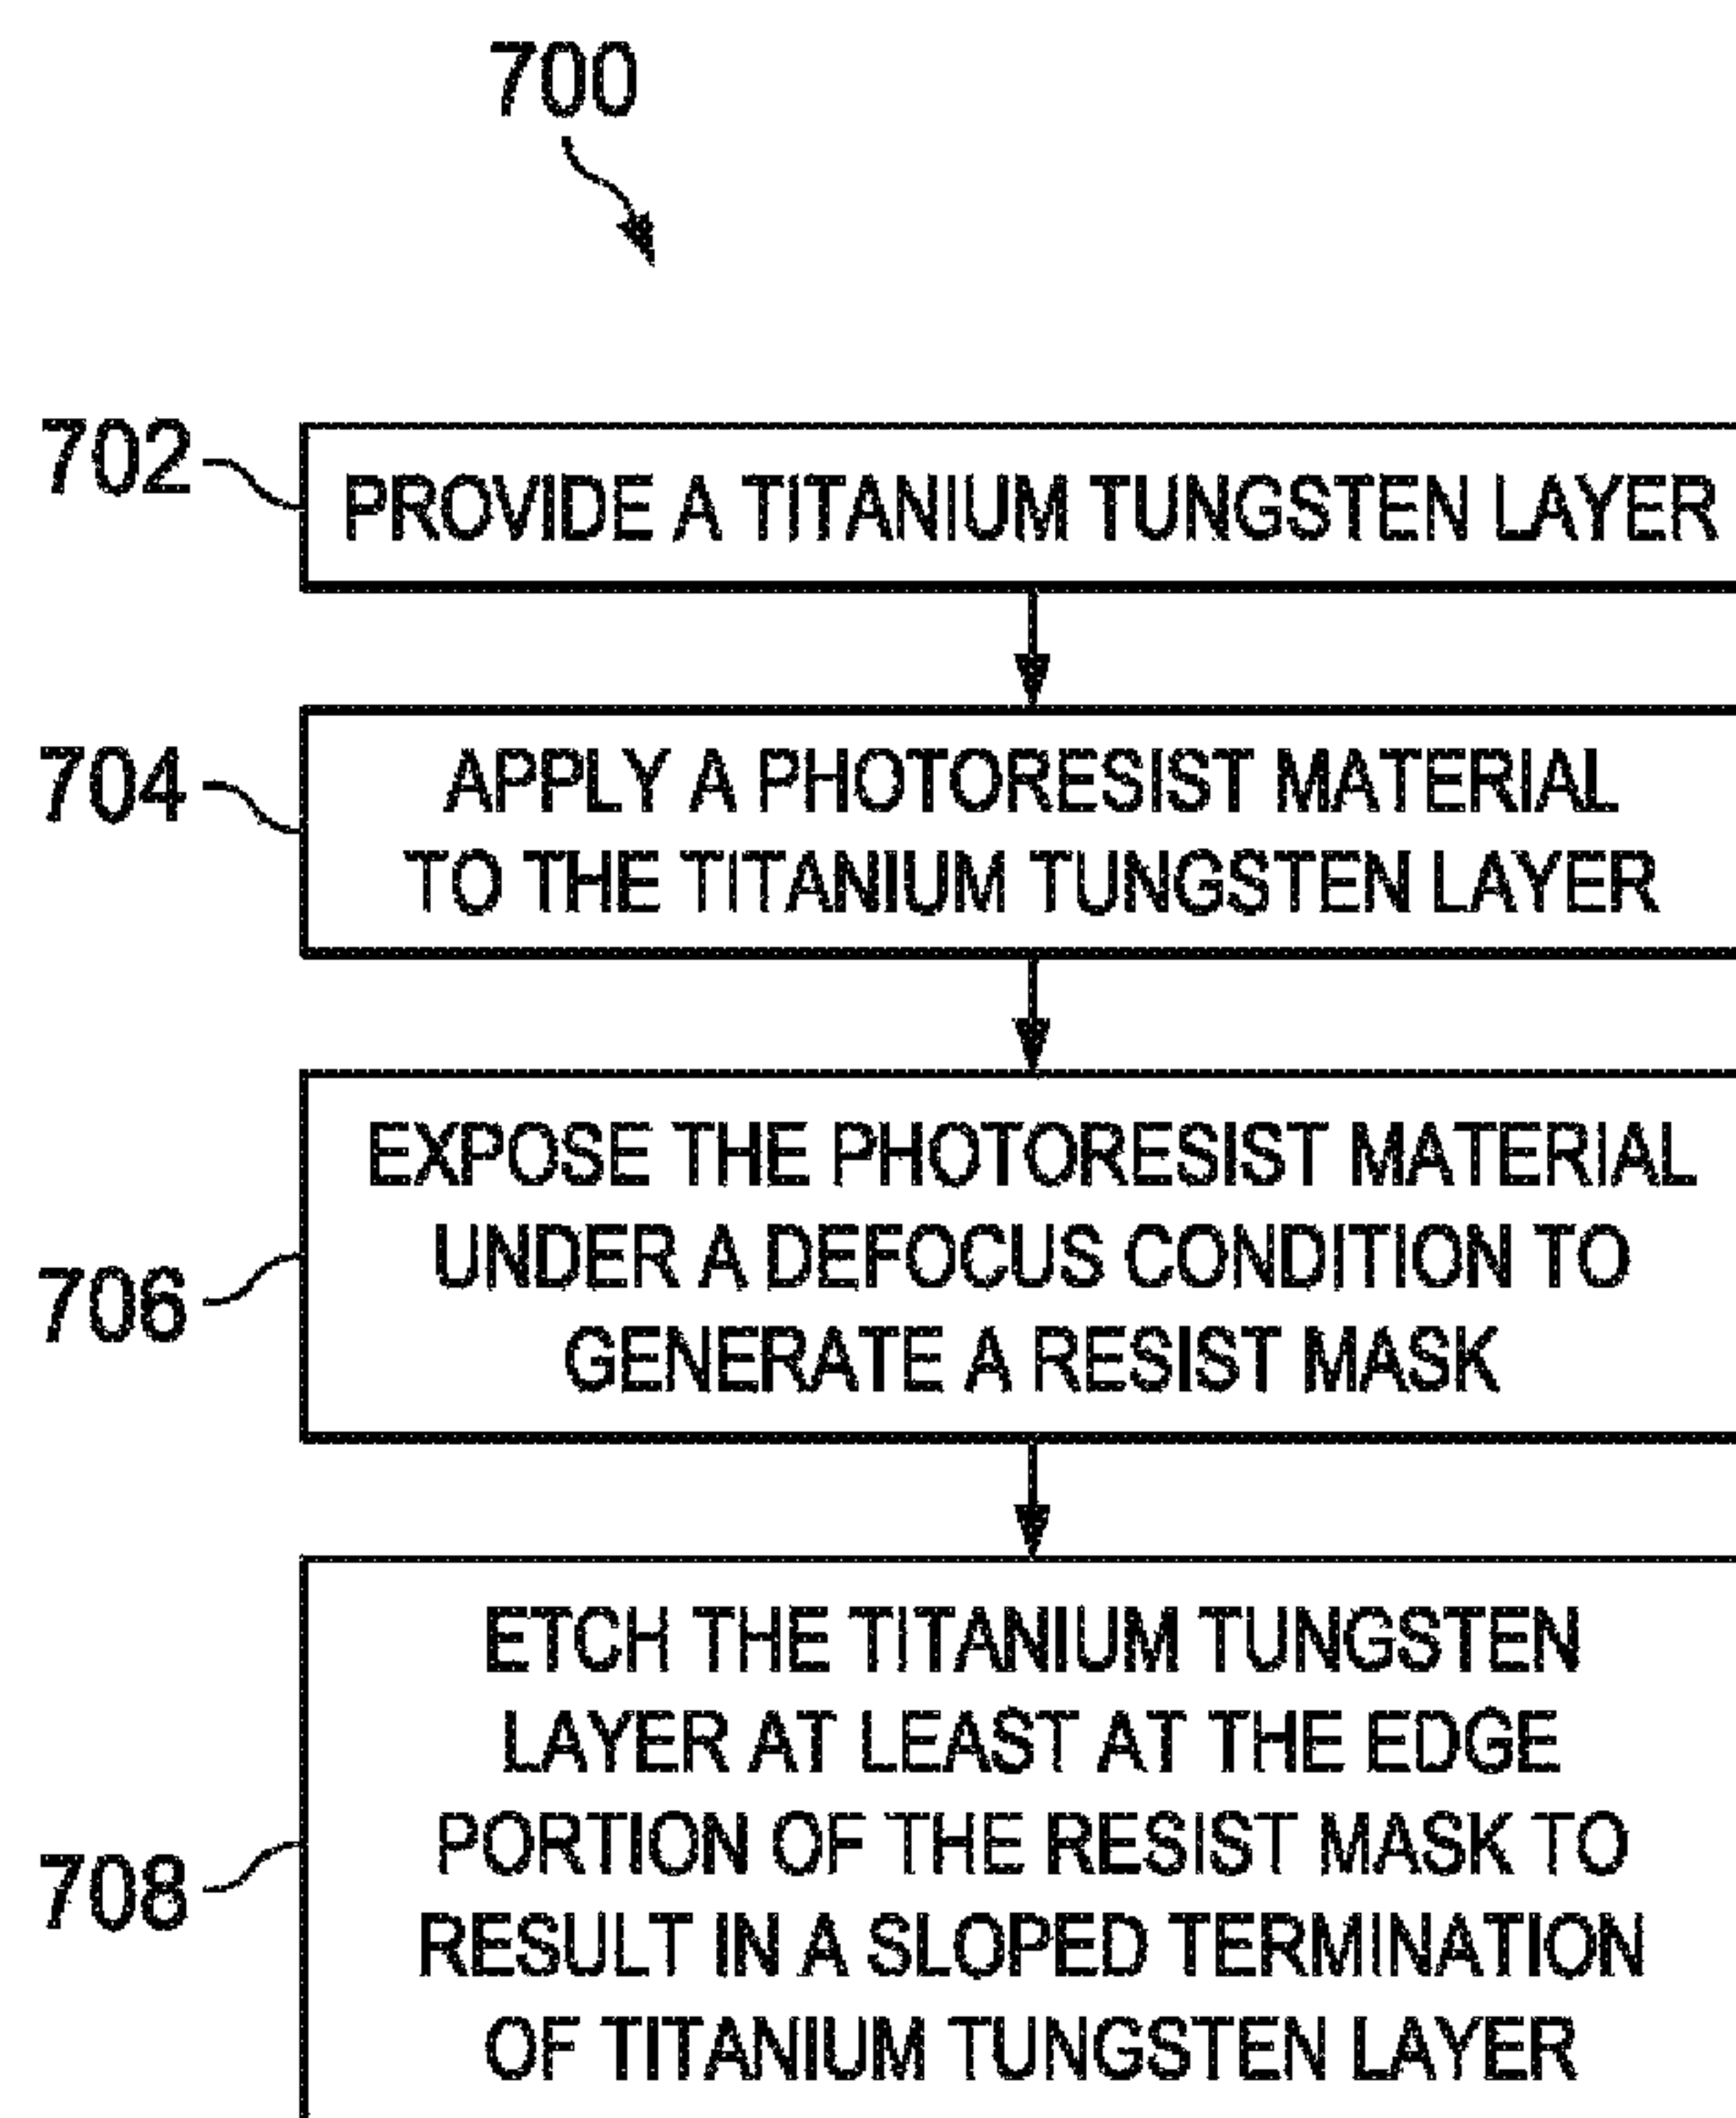 700
702
PROVIDE A TITANIUM TUNGSTEN LAYER
704
APPLY A PHOTORESIST MATERIAL
TO THE TITANIUM TUNGSTEN LAYER
706
EXPOSE THE PHOTORESIST MATERIAL
UNDER A DEFOCUS CONDITION TO
GENERATE A RESIST MASK
708
ETCH THE TITANIUM TUNGSTEN
LAYER AT LEAST AT THE EDGE
PORTION OF THE RESIST MASK TO
RESULT IN A SLOPED TERMINATION
OF TITANIUM TUNGSTEN LAYER